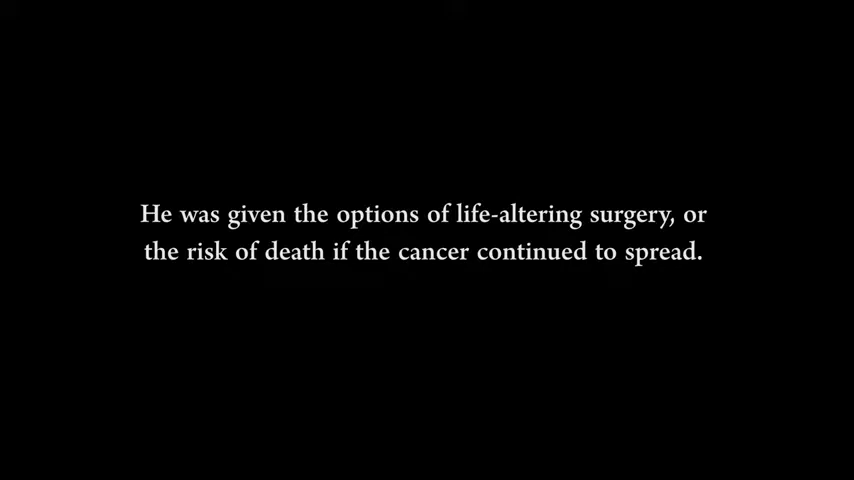 He was given the options of life-altering surgery, or
the risk of death if the cancer continued to spread.